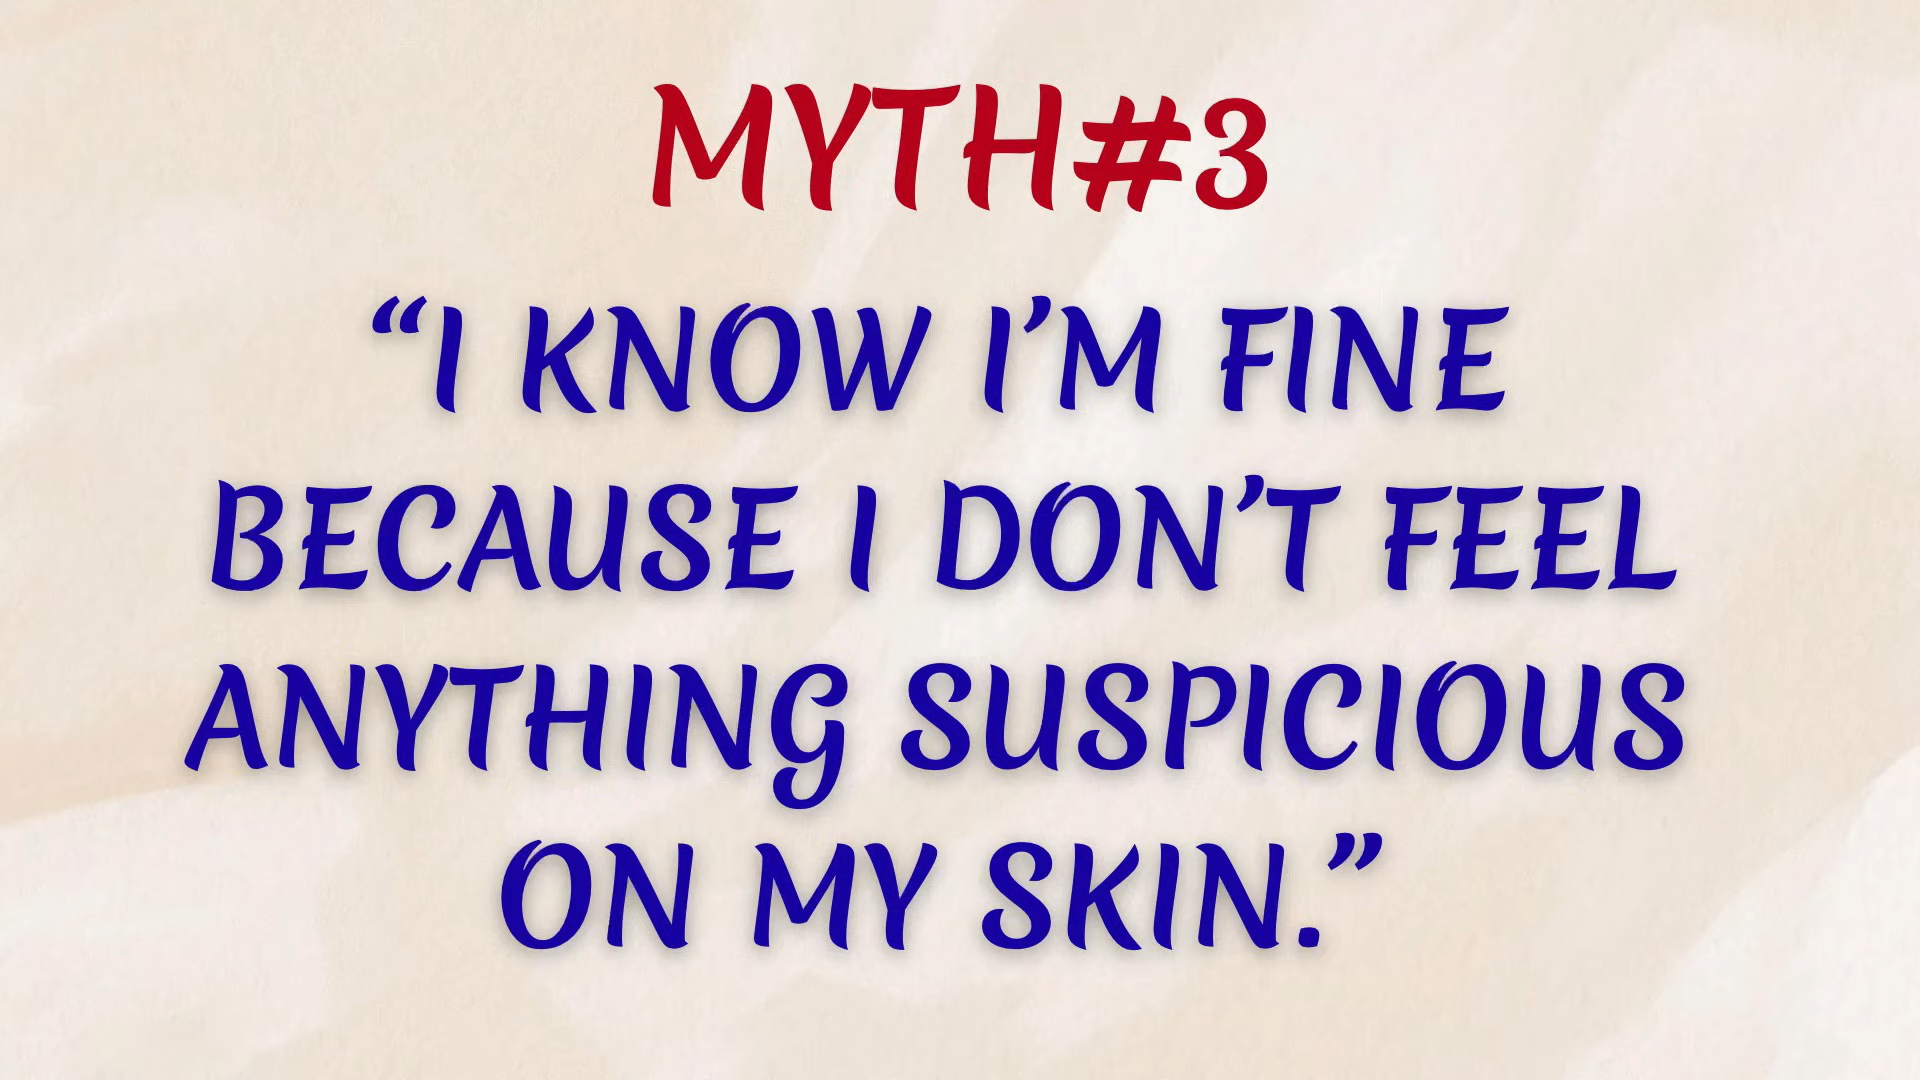 MYTH#3
“I KNOW I’M FINE
BECAUSE I DON’T FEEL
ANYTHING SUSPICIOUS
ON MY SKIN.”